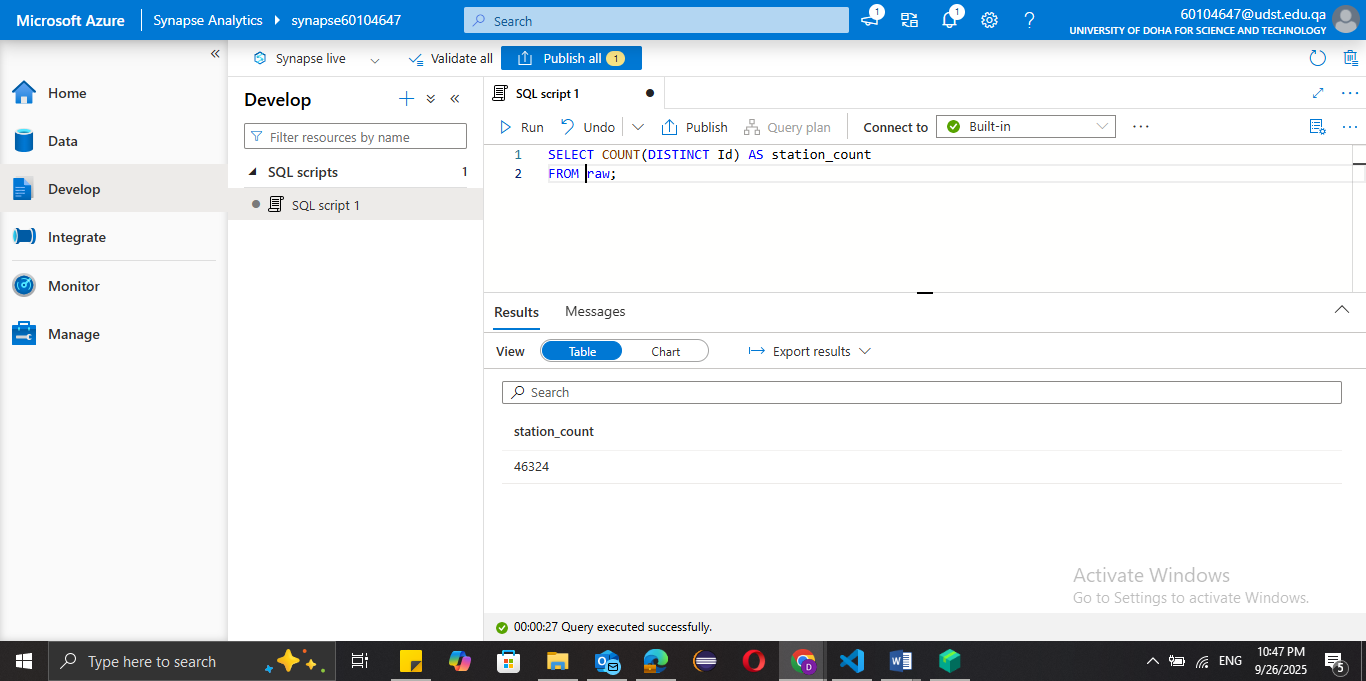 Microsoft Azure
Synapse Analytics
synapse60104647
Search
1
1
60104647@udst.edu.qa
UNIVERSITY OF DOHA FOR SCIENCE AND TECHNOLOGY
Home
Data
Develop
Integrate
Monitor
Manage
Synapse live
Validate all
Publish all 1
Develop
Filter resources by name
SQL scripts 1
SQL script 1
SQL script 1
Run
Undo
Publish
Query plan
Connect to
Built-in
1 SELECT COUNT(DISTINCT Id) AS station_count
2 FROM raw;
Results
Messages
View
Table
Chart
Export results
Search
station_count
46324
Activate Windows
Go to Settings to activate Windows.
00:00:27 Query executed successfully.
Type here to search
ENG
10:47 PM
9/26/2025
5